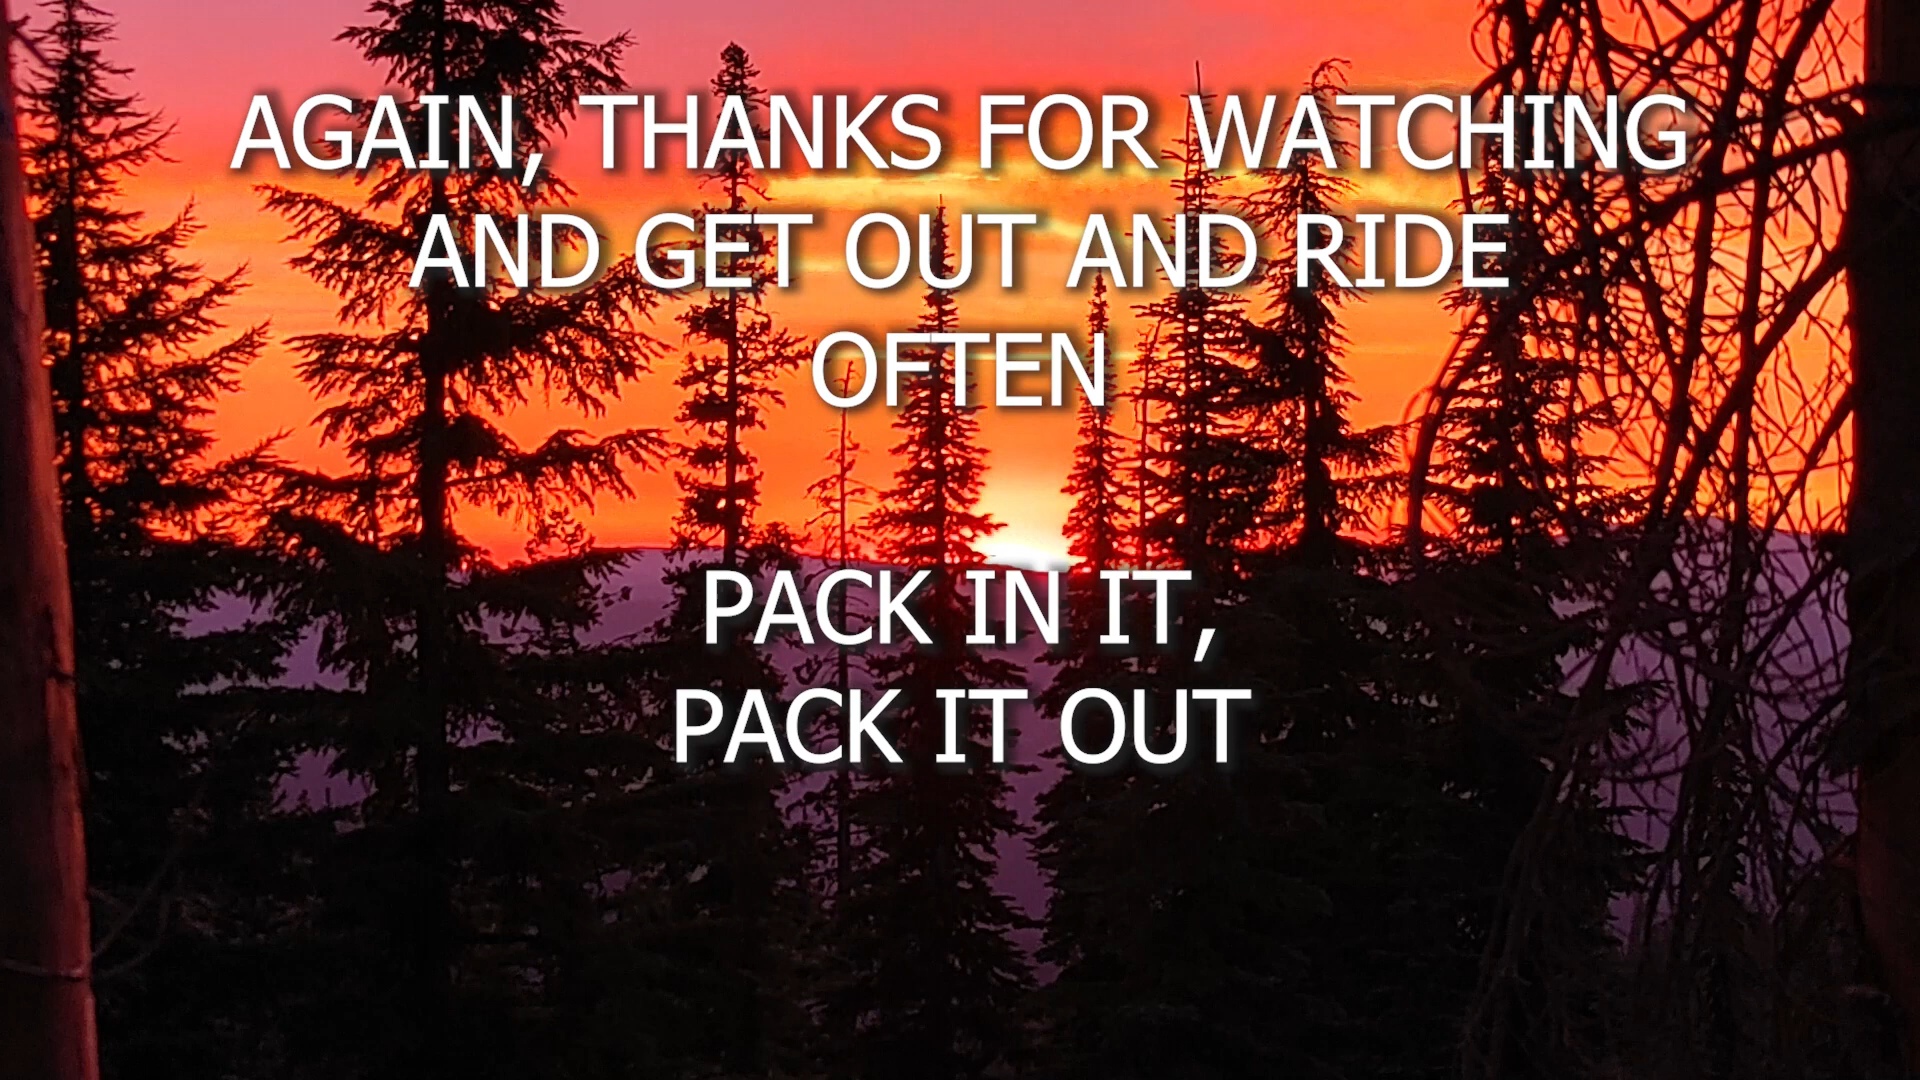 AGAIN, THANKS FOR WATCHING
AND GET OUT AND RIDE
OFTEN
PACK IN IT,
PACK IT OUT